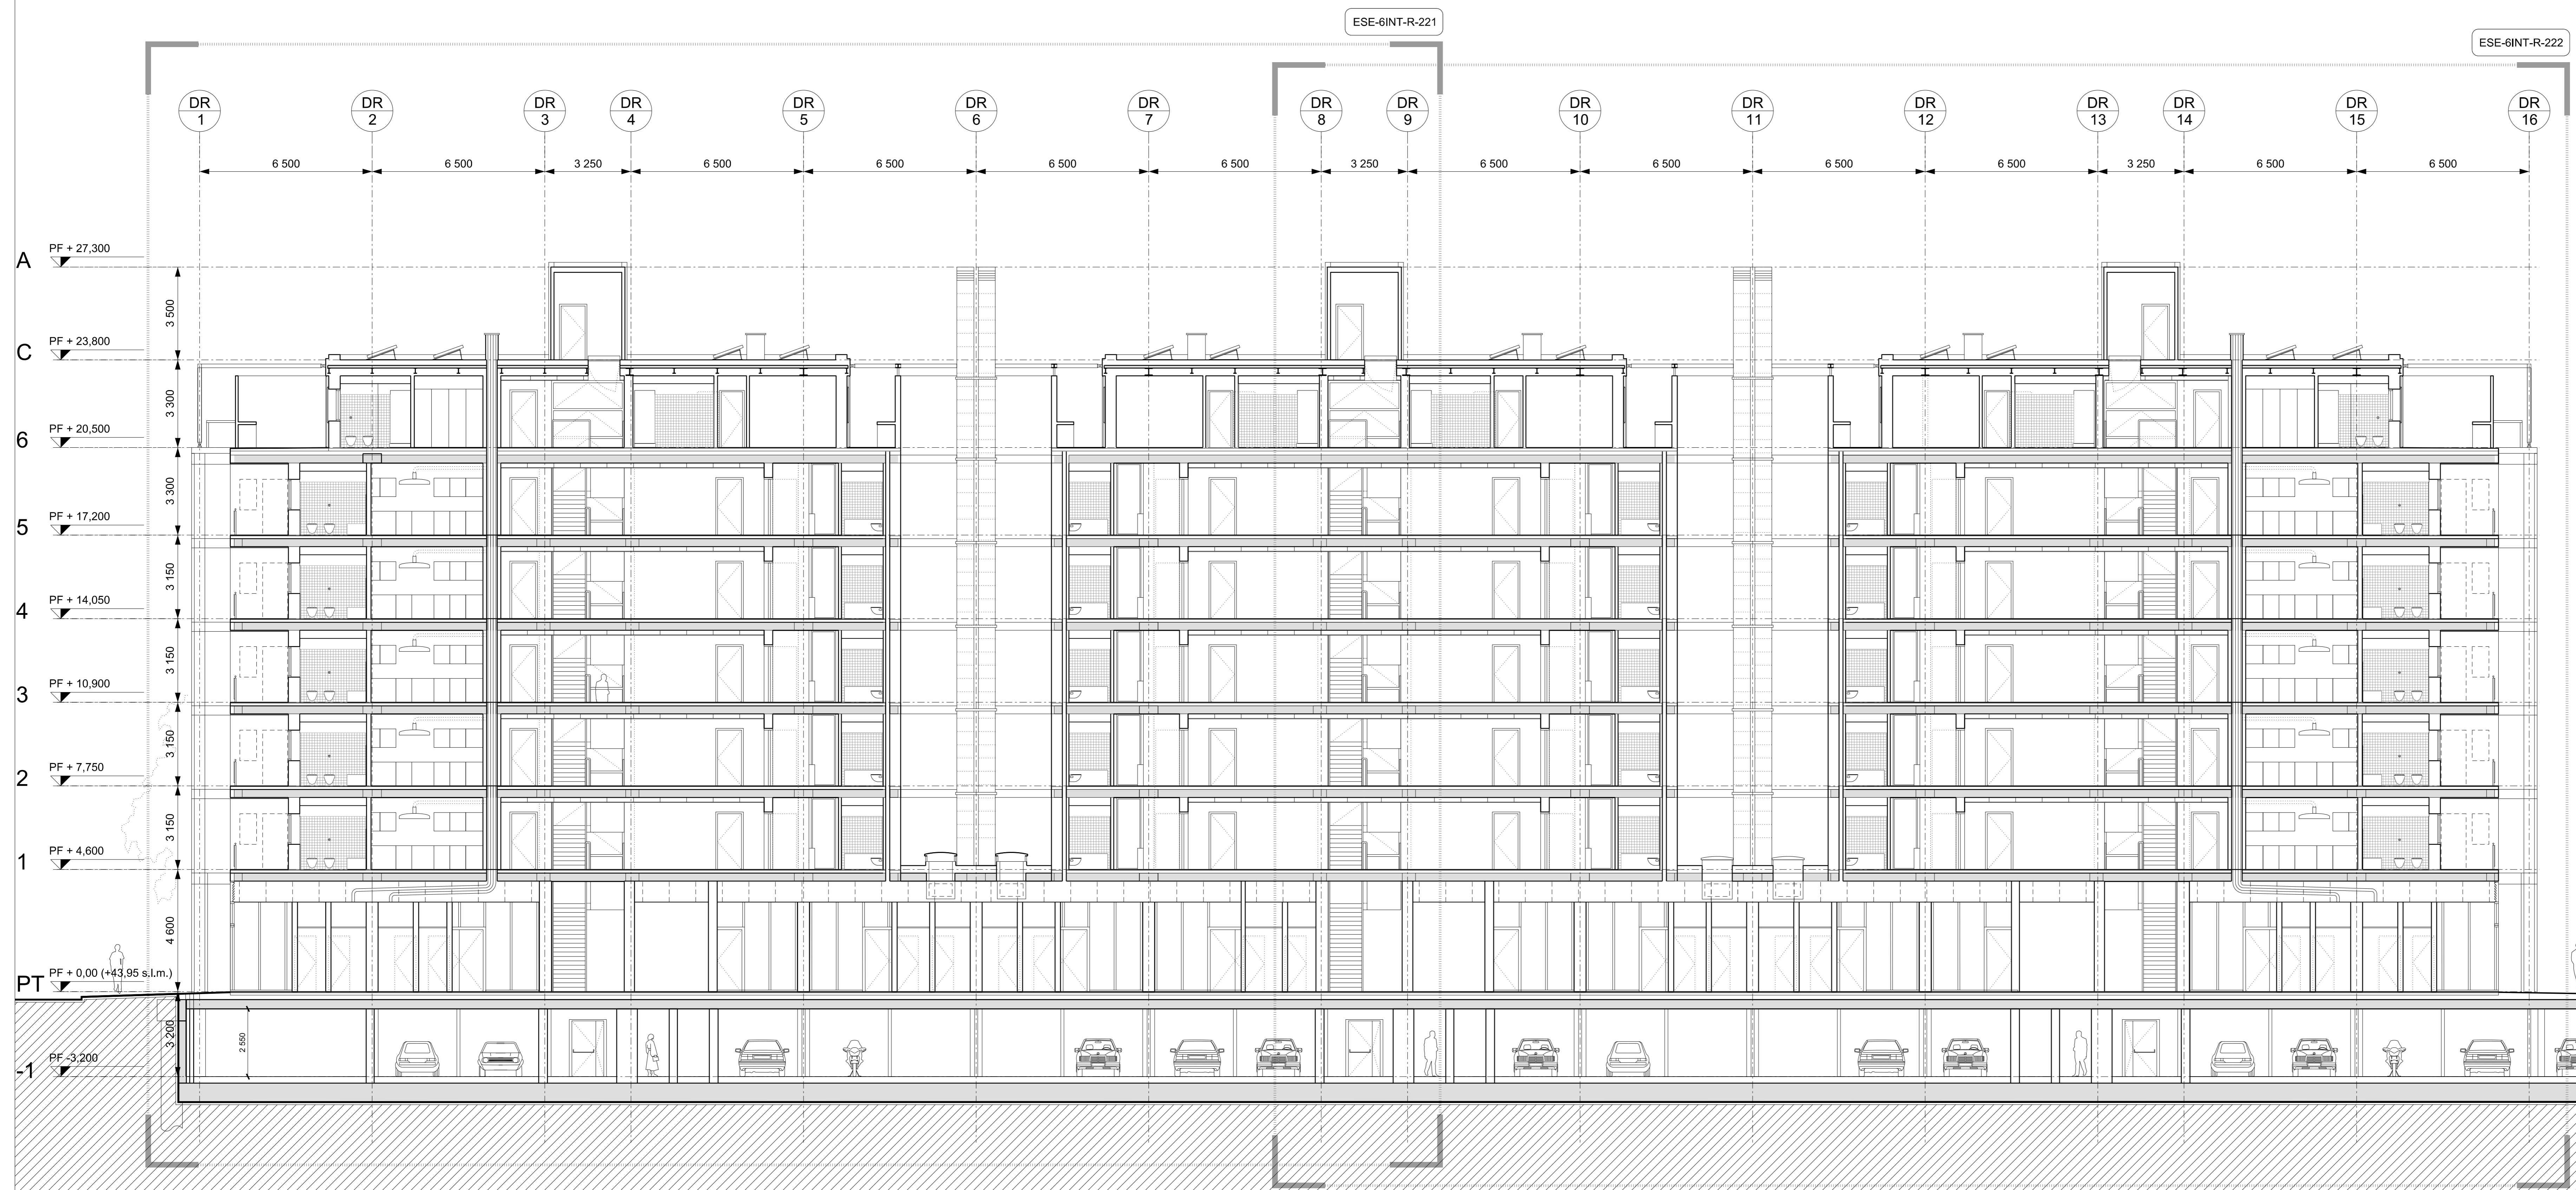 ESE-6INT-R-221
ESE-6INT-R-222
DR 1
DR 2
DR 3
DR 4
DR 5
DR 6
DR 7
DR 8
DR 9
DR 10
DR 11
DR 12
DR 13
DR 14
DR 15
DR 16
6 500
6 500
3 250
6 500
6 500
6 500
6 500
3 250
6 500
6 500
6 500
6 500
3 250
6 500
6 500
A PF + 27,300
3 500
C PF + 23,800
3 300
6 PF + 20,500
3 300
5 PF + 17,200
3 150
4 PF + 14,050
3 150
3 PF + 10,900
3 150
2 PF + 7,750
3 150
1 PF + 4,600
4 600
PT PF + 0,00 (+43,95 s.l.m.)
3 200
2 550
-1 PF -3,200